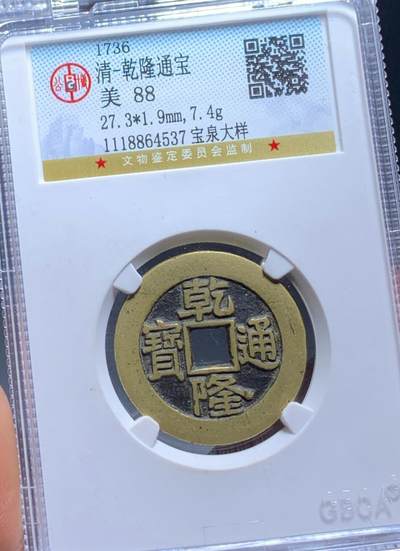 1736
清-乾隆通宝
美 88
27.3*1.9mm,7.4g
1118864537 宝泉大样
文物鉴定委员会监制
乾
寶 通
隆
GBCA